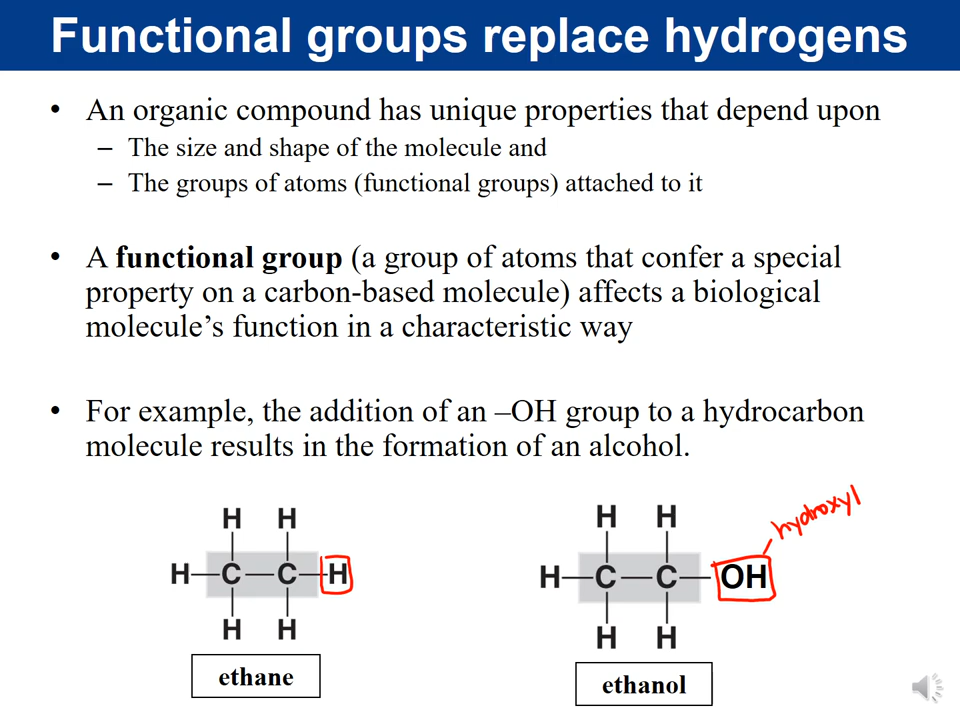 Functional groups replace hydrogens
• An organic compound has unique properties that depend upon
– The size and shape of the molecule and
– The groups of atoms (functional groups) attached to it
• A functional group (a group of atoms that confer a special
property on a carbon-based molecule) affects a biological
molecule’s function in a characteristic way
• For example, the addition of an –OH group to a hydrocarbon
molecule results in the formation of an alcohol.
hydroxyl
H H
H C C H
H H
ethane
H H
H C C OH
H H
ethanol